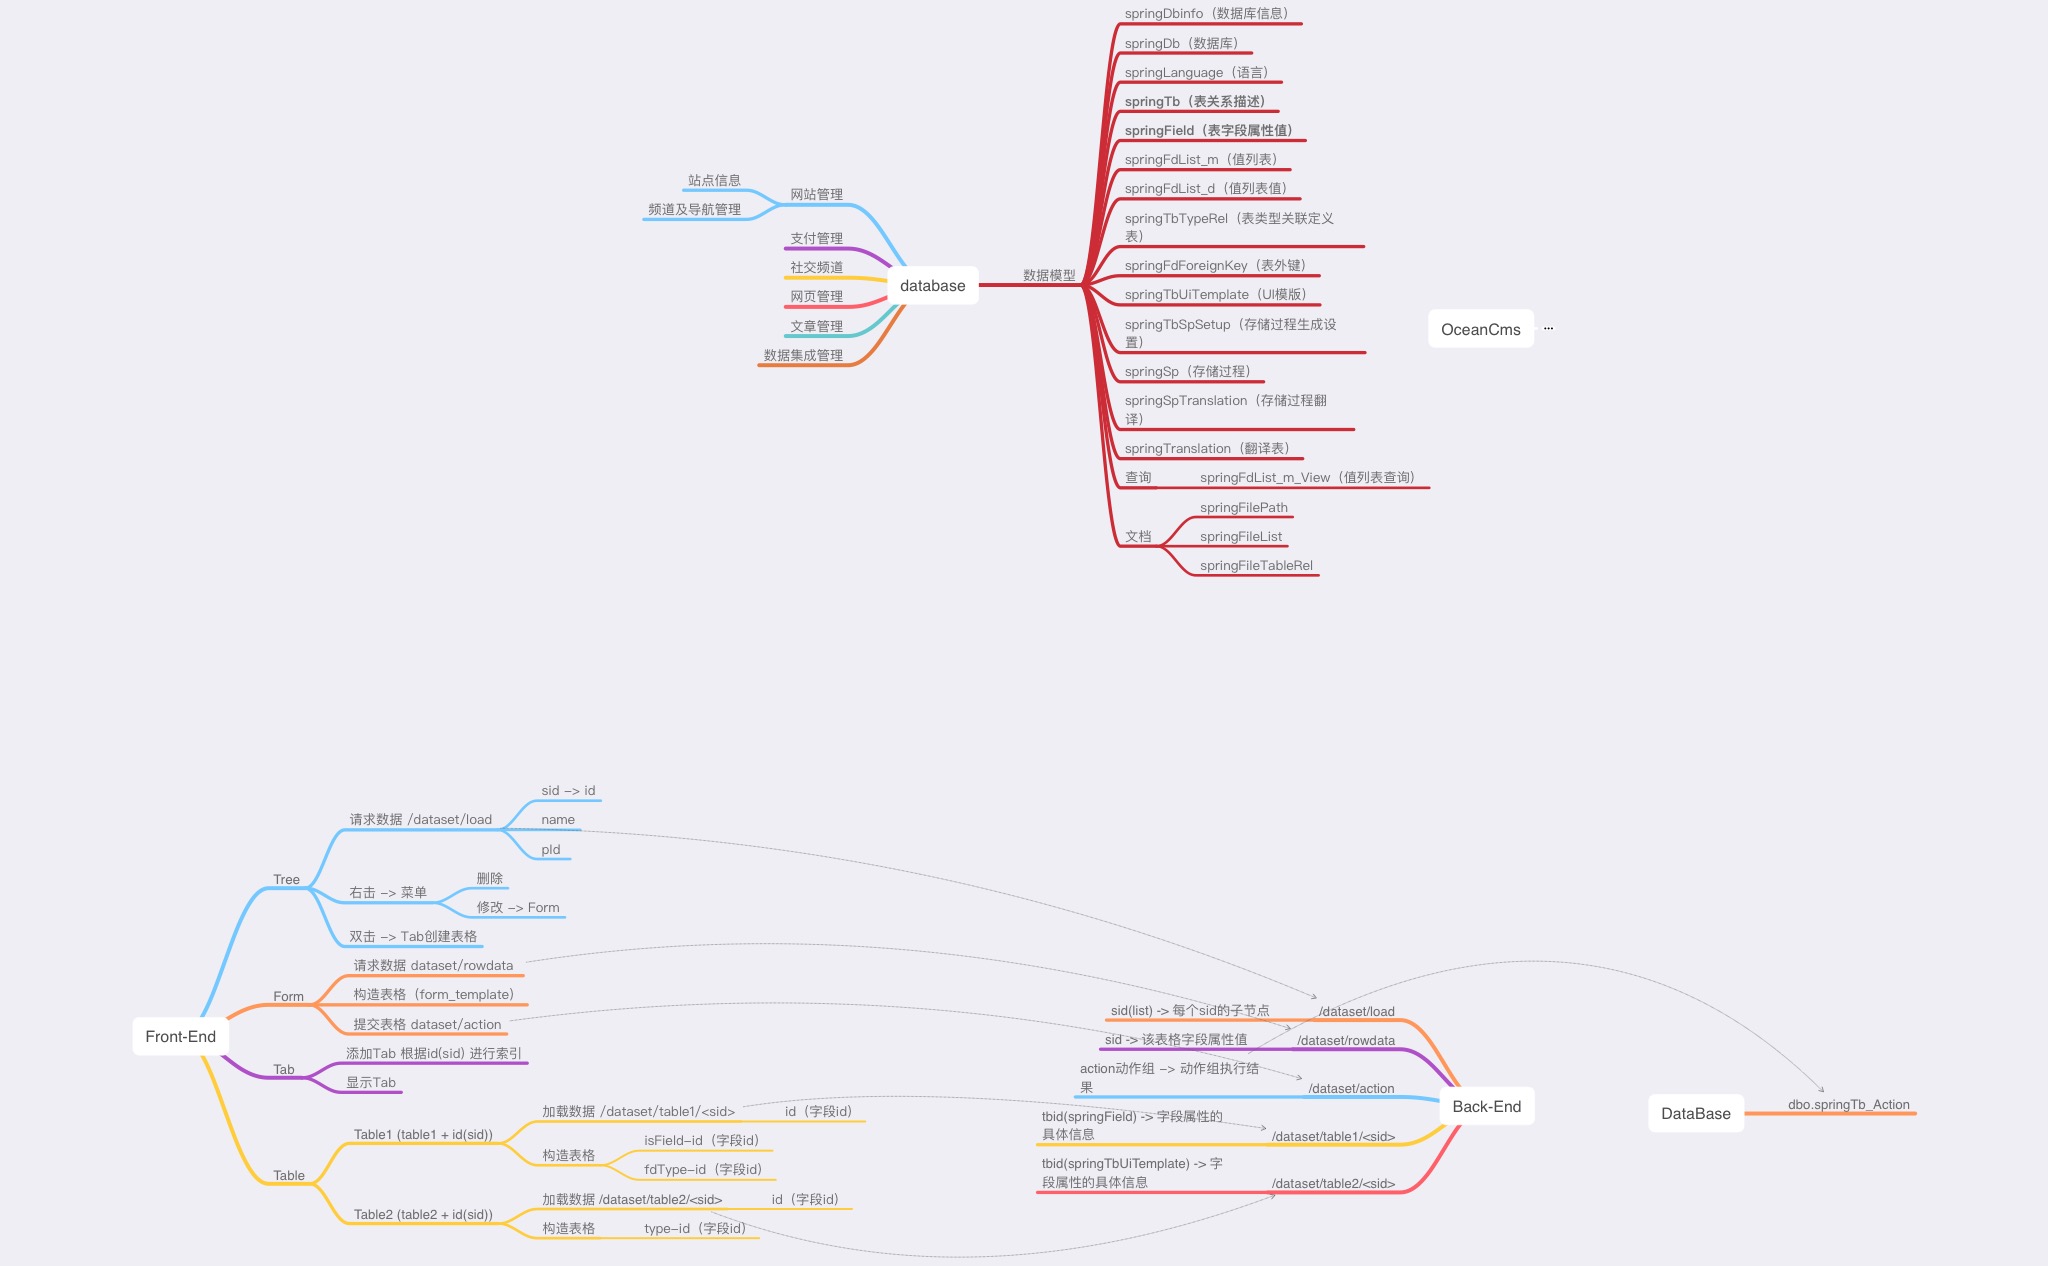 springDbinfo（数据库信息）
springDb（数据库）
springLanguage（语言）
springTb（表关系描述）
springField（表字段属性值）
springFdList_m（值列表）
springFdList_d（值列表值）
springTbTypeRel（表类型关联定义
表）
springFdForeignKey（表外键）
springTbUiTemplate（UI模版）
springTbSpSetup（存储过程生成设
置）
springSp（存储过程）
springSpTranslation（存储过程翻
译）
springTranslation（翻译表）
查询
springFdList_m_View（值列表查询）
文档
springFilePath
springFileList
springFileTableRel
数据模型
database
网站管理
站点信息
频道及导航管理
支付管理
社交频道
网页管理
文章管理
数据集成管理
OceanCms
...
Front-End
Tree
请求数据 /dataset/load
sid -> id
name
pId
右击 -> 菜单
删除
修改 -> Form
双击 -> Tab创建表格
Form
请求数据 dataset/rowdata
构造表格（form_template）
提交表格 dataset/action
Tab
添加Tab 根据id(sid) 进行索引
显示Tab
Table
Table1 (table1 + id(sid))
加载数据 /dataset/table1/<sid>
id（字段id）
构造表格
isField-id（字段id）
fdType-id（字段id）
Table2 (table2 + id(sid))
加载数据 /dataset/table2/<sid>
id（字段id）
构造表格
type-id（字段id）
Back-End
/dataset/load
sid(list) -> 每个sid的子节点
/dataset/rowdata
sid -> 该表格字段属性值
/dataset/action
action动作组 -> 动作组执行结
果
/dataset/table1/<sid>
tbid(springField) -> 字段属性的
具体信息
/dataset/table2/<sid>
tbid(springTbUiTemplate) -> 字
段属性的具体信息
DataBase
dbo.springTb_Action